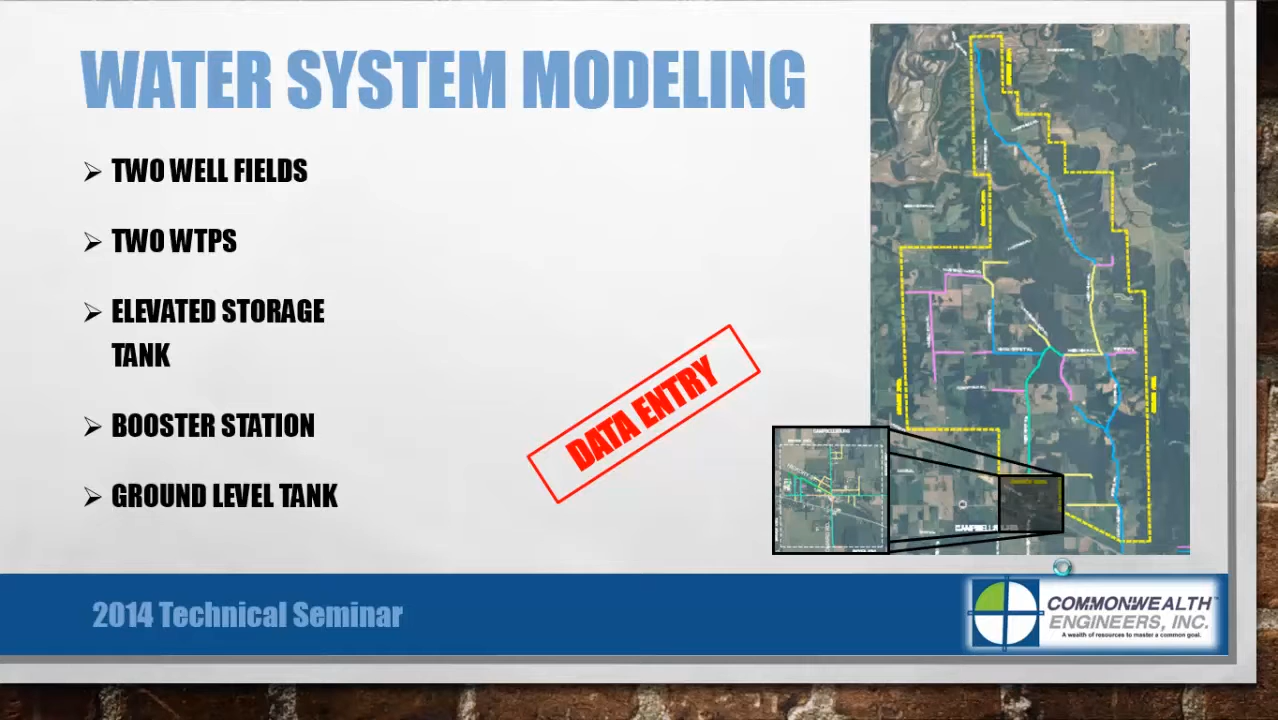 WATER SYSTEM MODELING
➢ TWO WELL FIELDS
➢ TWO WTPS
➢ ELEVATED STORAGE
TANK
➢ BOOSTER STATION
➢ GROUND LEVEL TANK
DATA ENTRY
2014 Technical Seminar
COMMONWEALTH
ENGINEERS, INC.
A wealth of resources to master a common goal.